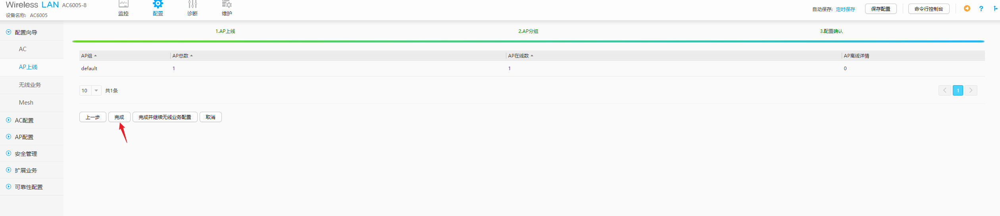 Wireless LAN AC6005-8
设备名称: AC6005
监控
配置
诊断
维护
自动保存: 定时保存
保存配置
命令行控制台
?
配置向导
AC
AP上线
无线业务
Mesh
AC配置
AP配置
安全管理
扩展业务
可靠性配置
1.AP上线
2.AP分组
3.配置确认
AP组 AP总数 AP在线数 AP离线详情
default 1 1 0
10 共1条
1
上一步 完成 完成并继续无线业务配置 取消